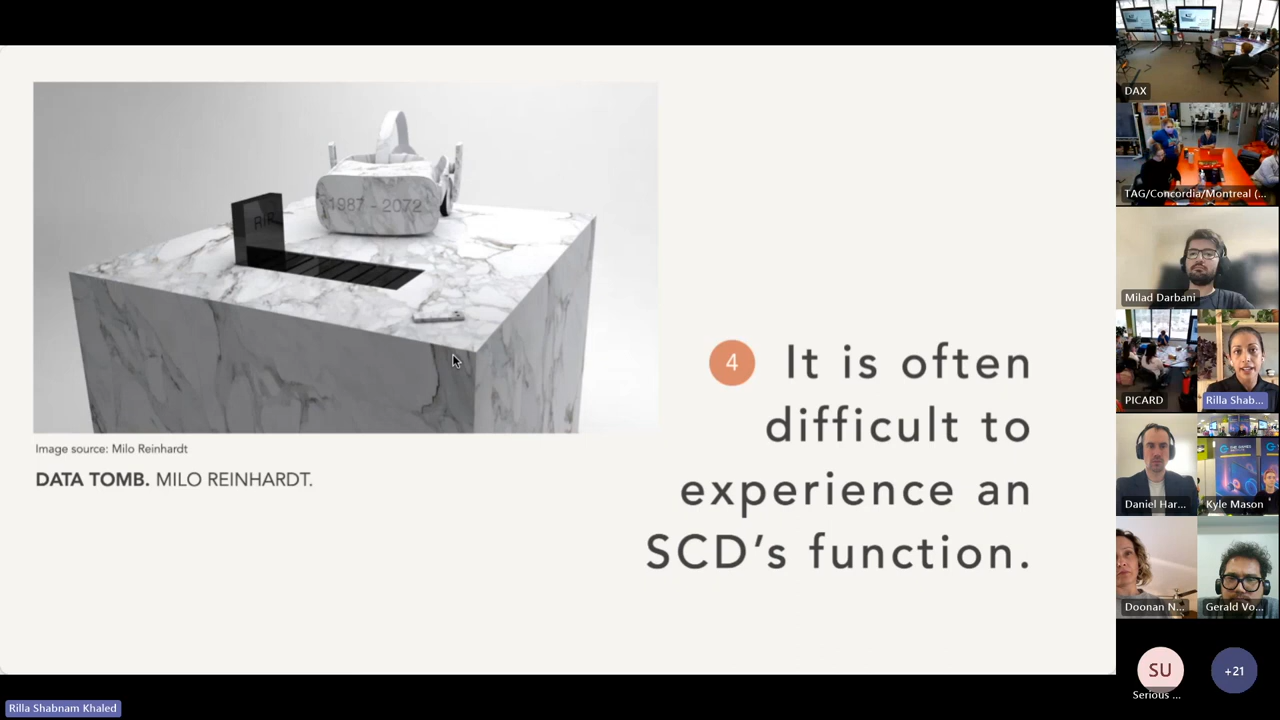 1987 - 2072
RIP
Image source: Milo Reinhardt
DATA TOMB. MILO REINHARDT.
4 It is often
difficult to
experience an
SCD’s function.
DAX
TAG/Concordia/Montreal (...
Milad Darbani
PICARD
Rilla Shab...
Daniel Har...
Kyle Mason
Doonan N...
Gerald Vo...
SU
Serious ...
+21
Rilla Shabnam Khaled